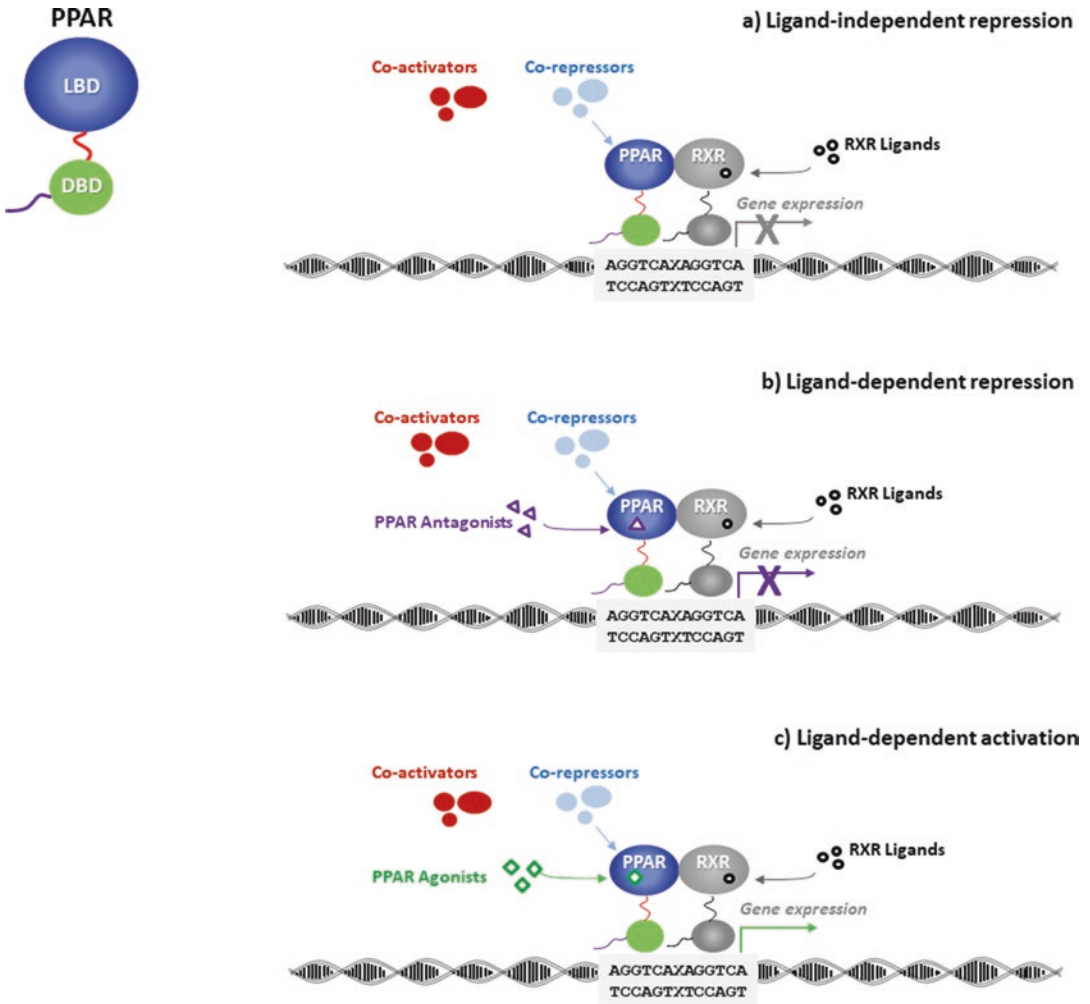 PPAR
LBD
DBD
a) Ligand-independent repression
Co-activators
Co-repressors
PPAR
RXR
RXR Ligands
Gene expression
X
AGGTCAXAGGTCA
TCCAGTXTCCAGT
b) Ligand-dependent repression
Co-activators
Co-repressors
PPAR
RXR
RXR Ligands
PPAR Antagonists
Gene expression
X
AGGTCAXAGGTCA
TCCAGTXTCCAGT
c) Ligand-dependent activation
Co-activators
Co-repressors
PPAR
RXR
RXR Ligands
PPAR Agonists
Gene expression
AGGTCAXAGGTCA
TCCAGTXTCCAGT